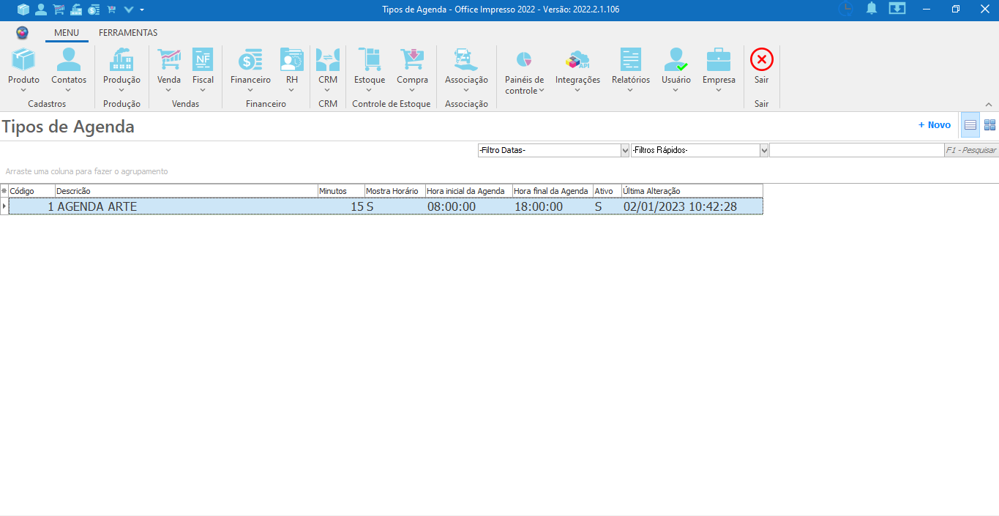 Tipos de Agenda - Office Impresso 2022 - Versão: 2022.2.1.106
MENU FERRAMENTAS
NF $ API
Produto Contatos Produção Venda Fiscal Financeiro RH CRM Estoque Compra Associação Painéis de controle Integrações Relatórios Usuário Empresa Sair
Cadastros Produção Vendas Financeiro CRM Controle de Estoque Associação Sair
Tipos de Agenda
+ Novo
-Filtro Datas- -Filtros Rápidos- F1 - Pesquisar
Arraste uma coluna para fazer o agrupamento
Código Descricão Minutos Mostra Horário Hora inicial da Agenda Hora final da Agenda Ativo Última Alteração
1 AGENDA ARTE 15 S 08:00:00 18:00:00 S 02/01/2023 10:42:28